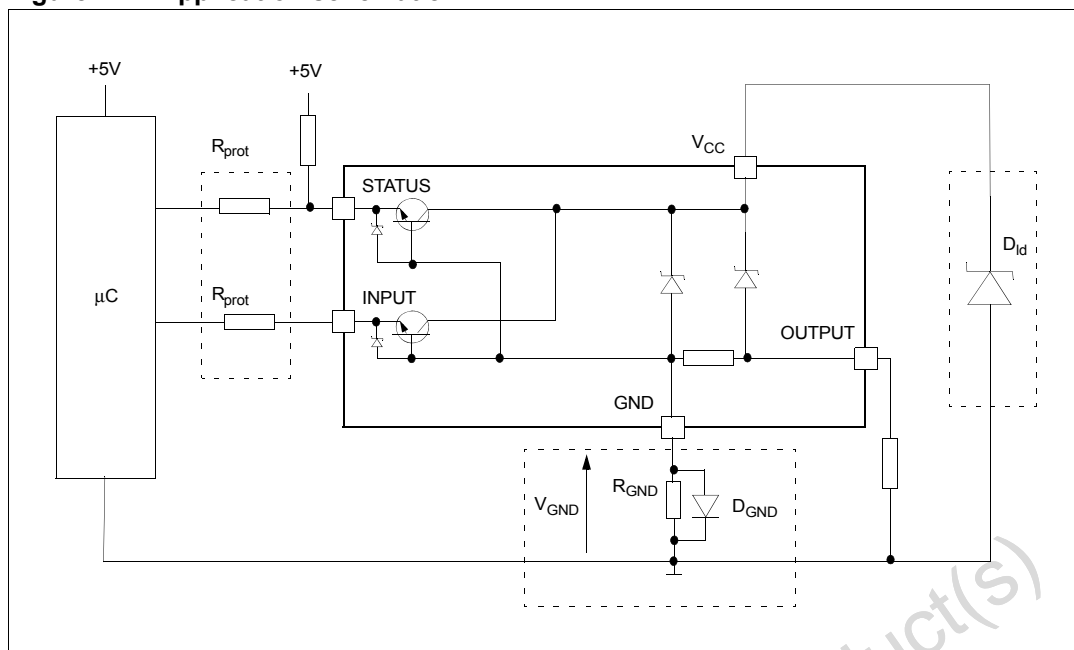 +5V
+5V
R_prot
V_CC
STATUS
D_ld
μC
R_prot
INPUT
OUTPUT
GND
R_GND
V_GND
D_GND